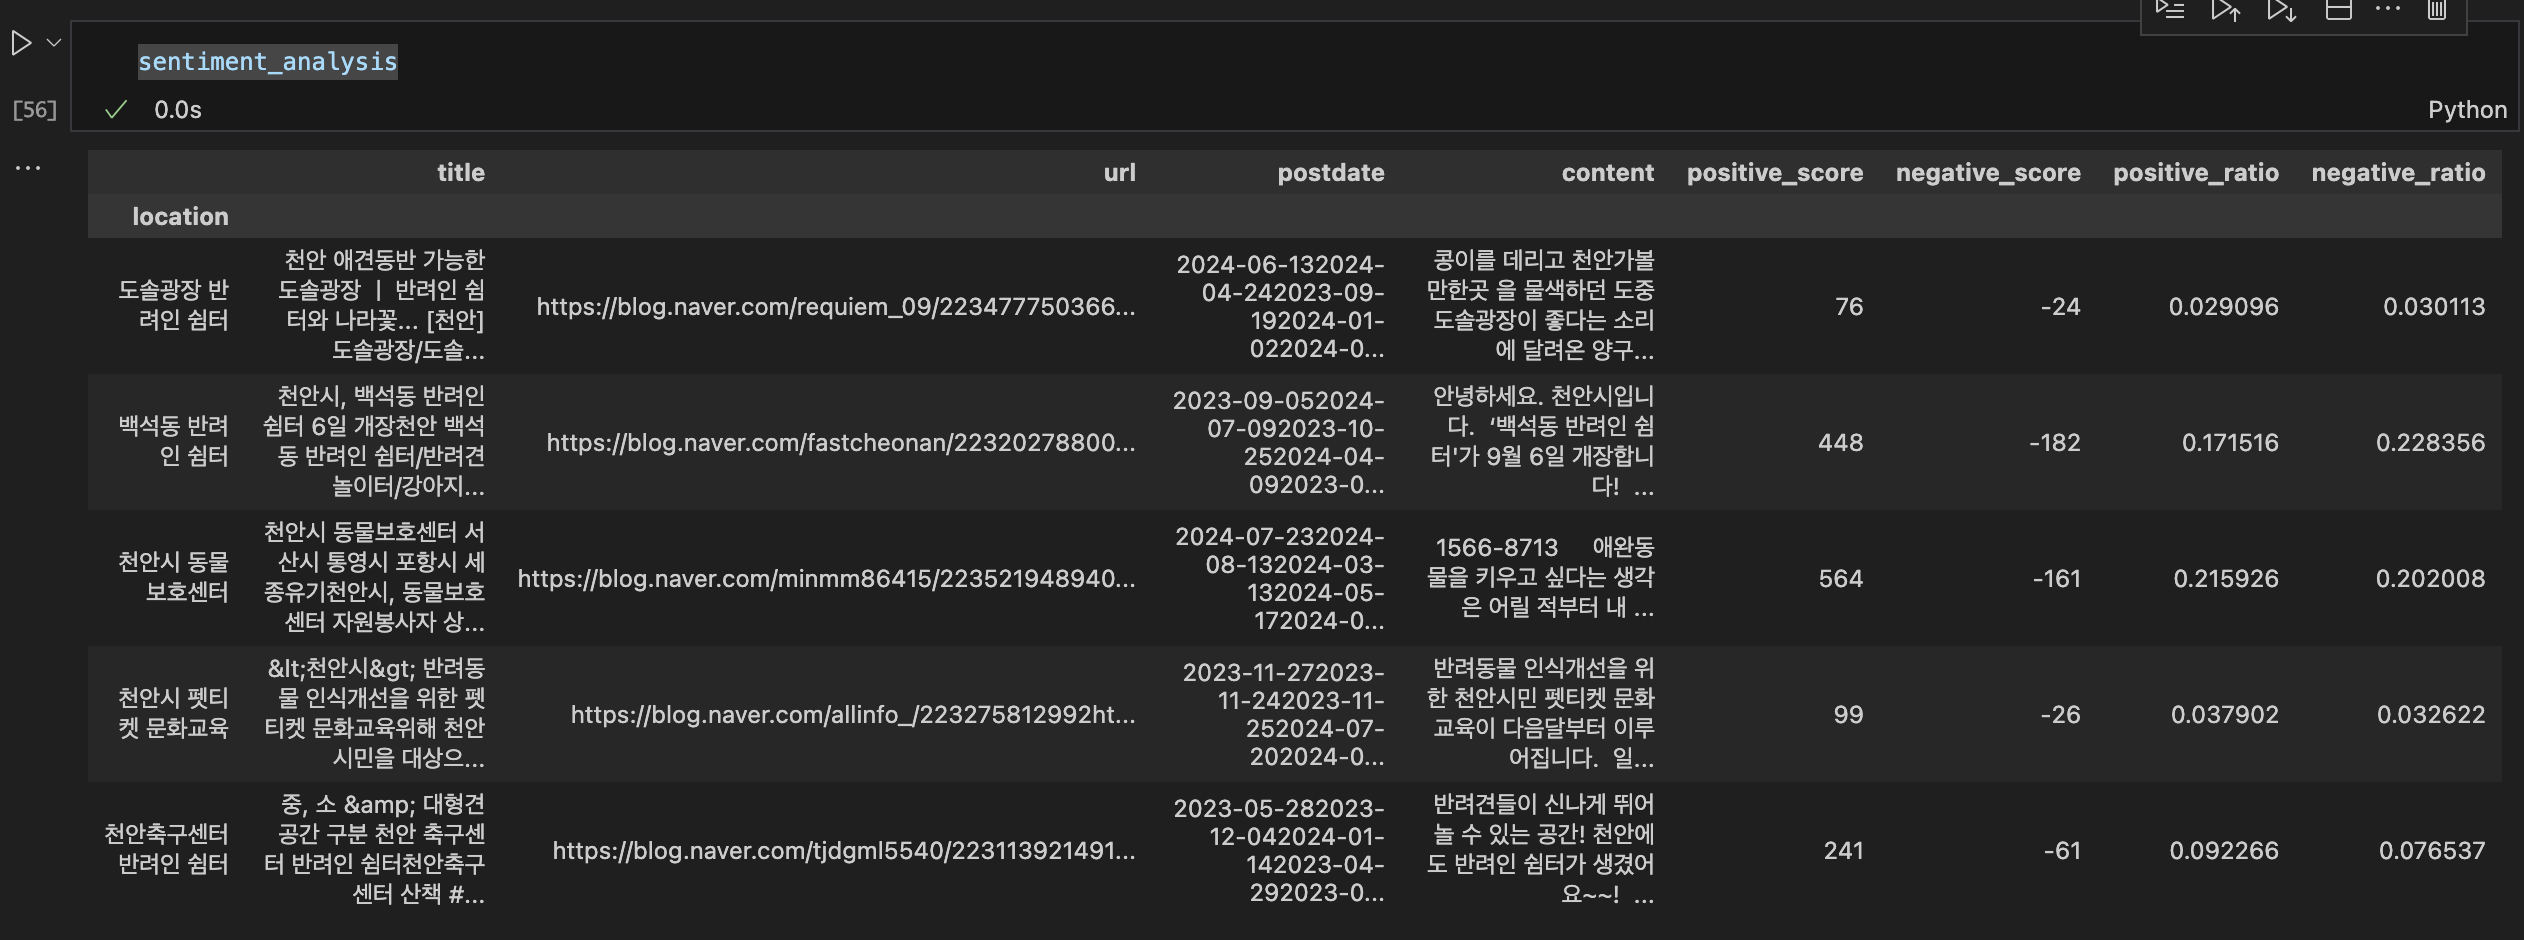 sentiment_analysis
[56]
0.0s
Python
...
title url postdate content positive_score negative_score positive_ratio negative_ratio
location
도솔광장 반
려인 쉼터
천안 애견동반 가능한
도솔광장 ㅣ 반려인 쉼
터와 나라꽃... [천안]
도솔광장/도솔...
https://blog.naver.com/requiem_09/223477750366...
2024-06-132024-
04-242023-09-
192024-01-
022024-0...
콩이를 데리고 천안가볼
만한곳 을 물색하던 도중
도솔광장이 좋다는 소리
에 달려온 양구...
76
-24
0.029096
0.030113
백석동 반려
인 쉼터
천안시, 백석동 반려인
쉼터 6일 개장천안 백석
동 반려인 쉼터/반려견
놀이터/강아지...
https://blog.naver.com/fastcheonan/22320278800...
2023-09-052024-
07-092023-10-
252024-04-
092023-0...
안녕하세요. 천안시입니
다. ‘백석동 반려인 쉼
터'가 9월 6일 개장합니
다! ...
448
-182
0.171516
0.228356
천안시 동물
보호센터
천안시 동물보호센터 서
산시 통영시 포항시 세
종유기천안시, 동물보호
센터 자원봉사자 상...
https://blog.naver.com/minmm86415/223521948940...
2024-07-232024-
08-132024-03-
132024-05-
172024-0...
1566-8713 애완동
물을 키우고 싶다는 생각
은 어릴 적부터 내 ...
564
-161
0.215926
0.202008
천안시 펫티
켓 문화교육
&lt;천안시&gt; 반려동
물 인식개선을 위한 펫
티켓 문화교육위해 천안
시민을 대상으...
https://blog.naver.com/allinfo_/223275812992ht...
2023-11-272023-
11-242023-11-
252024-07-
202024-0...
반려동물 인식개선을 위
한 천안시민 펫티켓 문화
교육이 다음달부터 이루
어집니다. 일...
99
-26
0.037902
0.032622
천안축구센터
반려인 쉼터
중, 소 &amp; 대형견
공간 구분 천안 축구센
터 반려인 쉼터천안축구
센터 산책 #...
https://blog.naver.com/tjdgml5540/223113921491...
2023-05-282023-
12-042024-01-
142023-04-
292023-0...
반려견들이 신나게 뛰어
놀 수 있는 공간! 천안에
도 반려인 쉼터가 생겼어
요~~! ...
241
-61
0.092266
0.076537